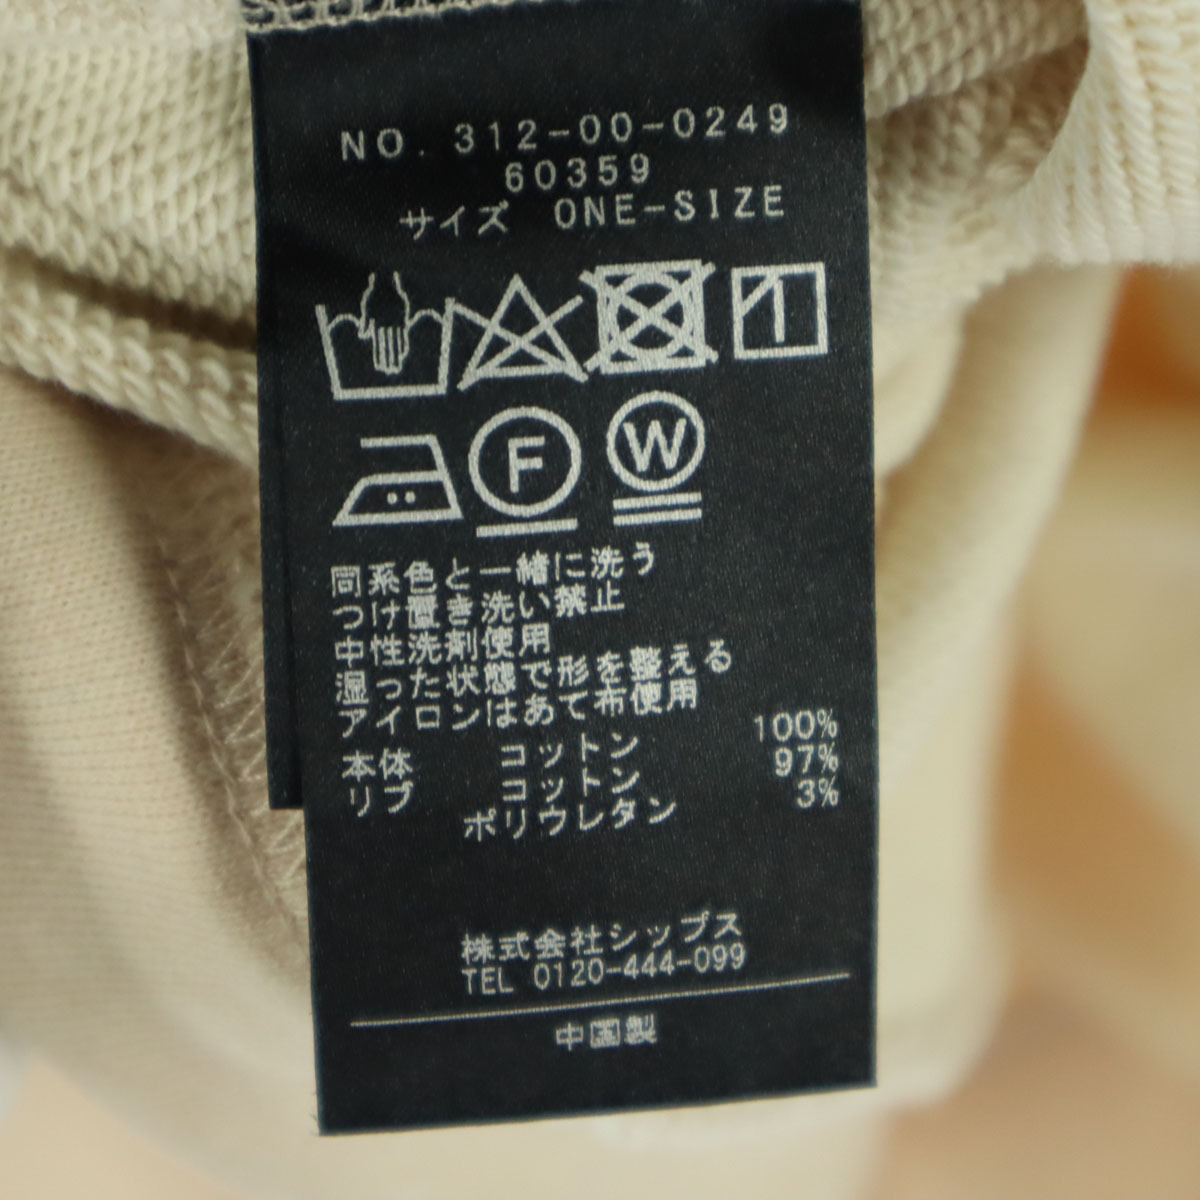 NO. 312-00-0249
60359
サイズ ONE-SIZE
F W
同系色と一緒に洗う
つけ置き洗い禁止
中性洗剤使用
湿った状態で形を整える
アイロンはあて布使用
本体 コットン 100%
リブ コットン 97%
ポリウレタン 3%
株式会社シップス
TEL 0120-444-099
中国製